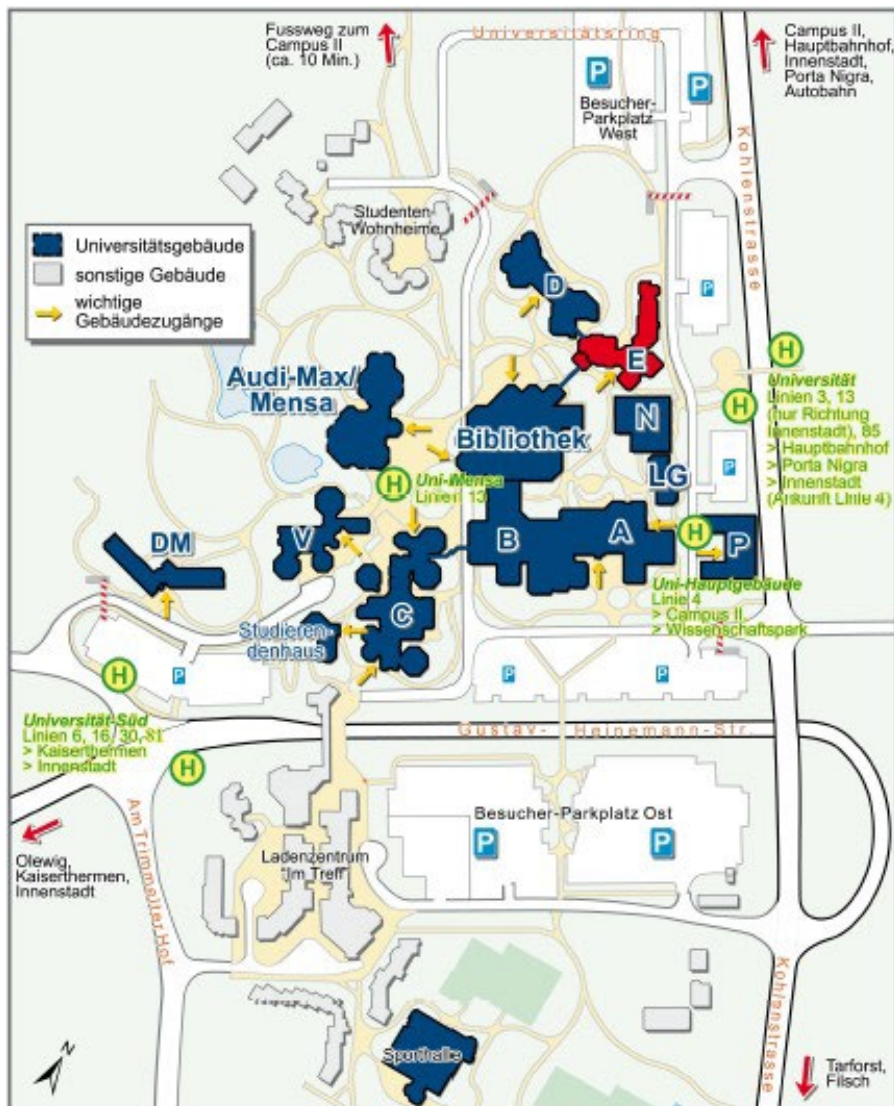 Fussweg zum
Campus II
(ca. 10 Min.)
Universitätsring
Campus II,
Hauptbahnhof,
Innenstadt,
Porta Nigra,
Autobahn
P
P
Besucher-
Parkplatz
West
Kohlenstrasse
Studenten-
Wohnheime
Universitätsgebäude
sonstige Gebäude
wichtige
Gebäudezugänge
D
P
E
H
Audi-Max/
Mensa
Universität
Linien 3, 13
(nur Richtung
Innenstadt), 85
> Hauptbahnhof
> Porta Nigra
> Innenstadt
(Ankunft Linie 4)
H
N
Bibliothek
P
LG
H
Uni-Mensa
Linien 13
DM
V
B
A
H
P
C
Uni-Hauptgebäude
Linie 4
> Campus II
> Wissenschaftspark
Studieren-
denhaus
H
P
P
P
Universität-Süd
Linien 6, 16, 30, 81
> Kaiserthermen
> Innenstadt
Gustav-Heinemann-Str.
H
Am Trimmelter Hof
Besucher-Parkplatz Ost
P
P
Olewig,
Kaiserthermen,
Innenstadt
Ladenzentrum
"Im Treff"
Kohlenstrasse
Sporthalle
N
Tarforst,
Filsch